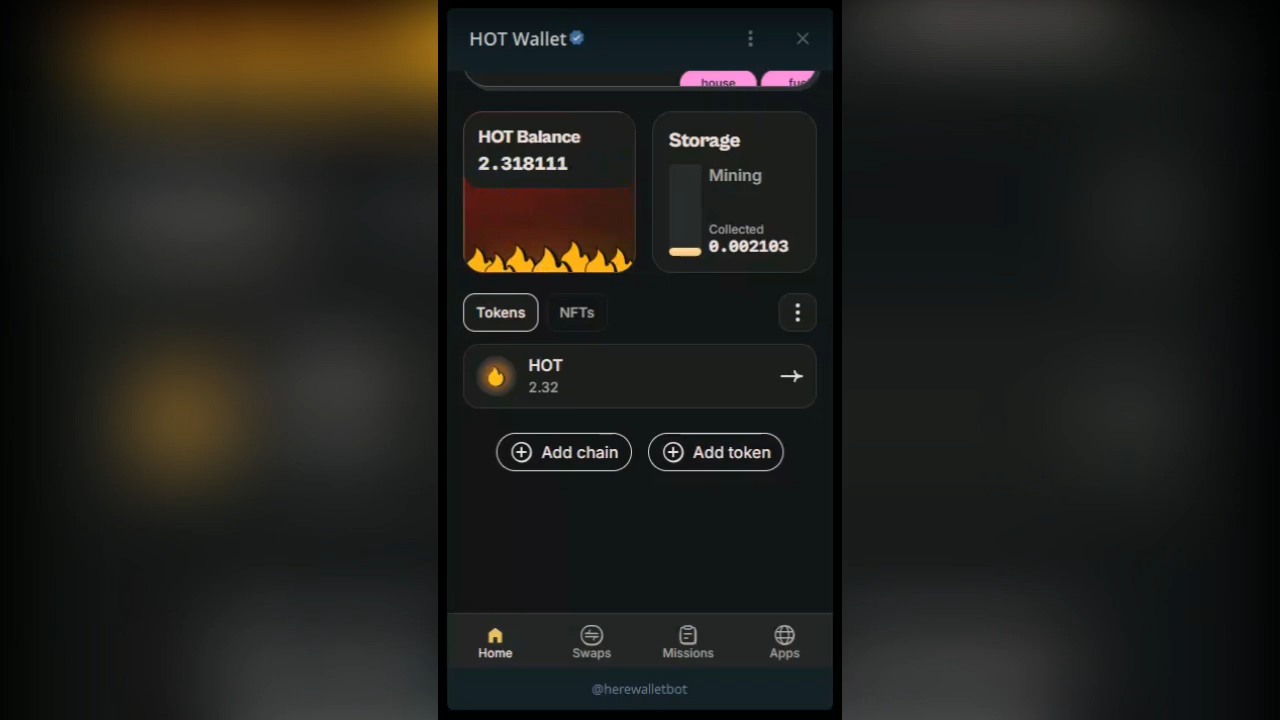 HOT Wallet
house
HOT Balance
2.318111
Storage
Mining
Collected
0.002103
Tokens
NFTs
HOT
2.32
Add chain
Add token
Home
Swaps
Missions
Apps
@herewalletbot